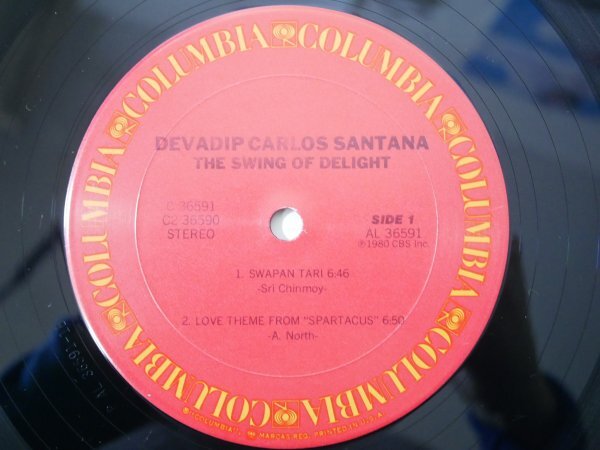 COLUMBIA COLUMBIA COLUMBIA COLUMBIA COLUMBIA COLUMBIA
DEVADIP CARLOS SANTANA
THE SWING OF DELIGHT
C 36591
C2 36590
STEREO
SIDE 1
AL 36591
℗ 1980 CBS Inc.
1. SWAPAN TARI 6:46
-Sri Chinmoy-
2. LOVE THEME FROM "SPARTACUS" 6:50
-A. North-
"COLUMBIA," MARCAS REG. PRINTED IN U.S.A.